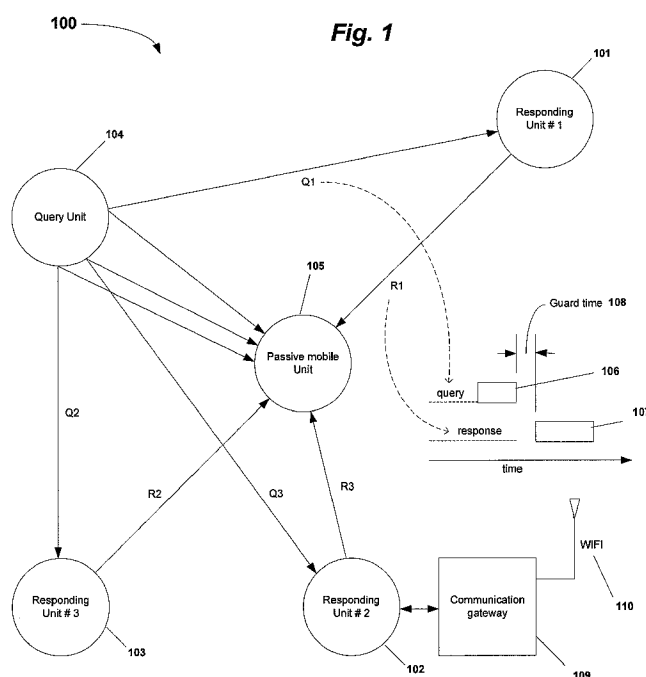 100
Fig. 1
101
Responding
Unit # 1
104
Query Unit
Q1
105
R1
Guard time 108
Passive mobile
Unit
106
query
107
response
time
Q2
R2
Q3
R3
WIFI
110
Responding
Unit # 3
103
Responding
Unit # 2
102
Communication
gateway
109